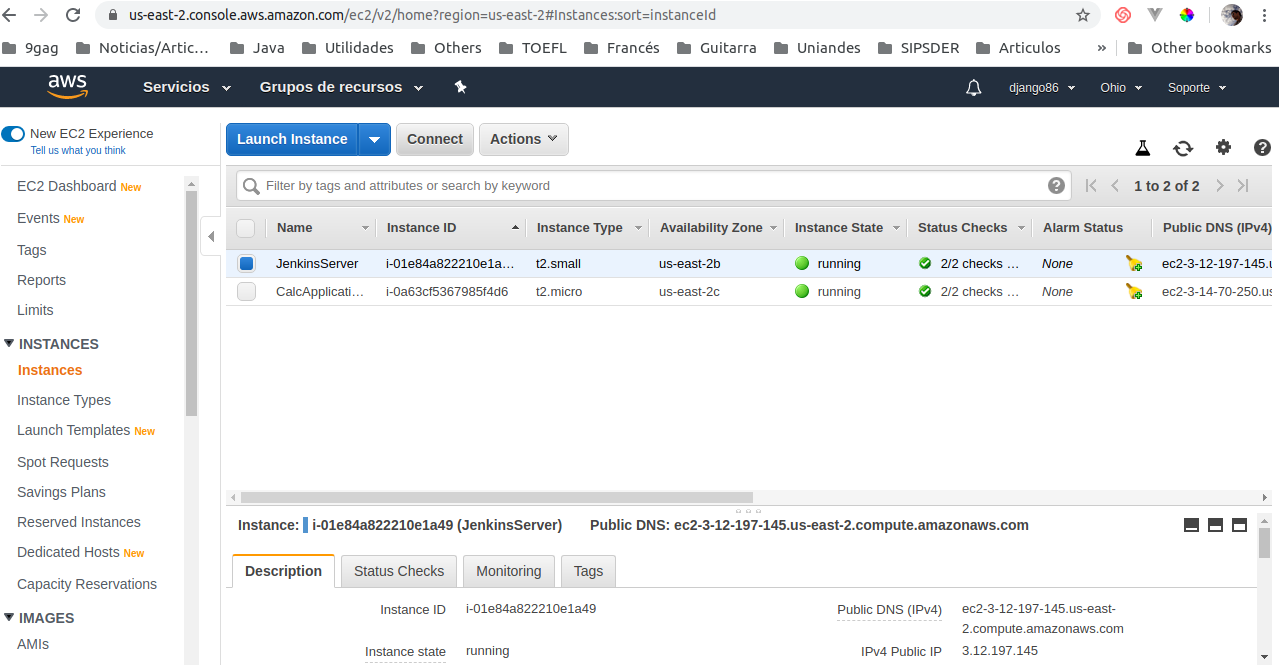 us-east-2.console.aws.amazon.com/ec2/v2/home?region=us-east-2#Instances:sort=instanceId
9gag Noticias/Artic... Java Utilidades Others TOEFL Francés Guitarra Uniandes SIPSDER Articulos » Other bookmarks
aws Servicios Grupos de recursos django86 Ohio Soporte
New EC2 Experience
Tell us what you think
EC2 Dashboard New
Events New
Tags
Reports
Limits
INSTANCES
Instances
Instance Types
Launch Templates New
Spot Requests
Savings Plans
Reserved Instances
Dedicated Hosts New
Capacity Reservations
IMAGES
AMIs
Launch Instance Connect Actions
Filter by tags and attributes or search by keyword 1 to 2 of 2
Name Instance ID Instance Type Availability Zone Instance State Status Checks Alarm Status Public DNS (IPv4)
JenkinsServer i-01e84a822210e1a... t2.small us-east-2b running 2/2 checks ... None ec2-3-12-197-145.u
CalcApplicati... i-0a63cf5367985f4d6 t2.micro us-east-2c running 2/2 checks ... None ec2-3-14-70-250.us
Instance: i-01e84a822210e1a49 (JenkinsServer) Public DNS: ec2-3-12-197-145.us-east-2.compute.amazonaws.com
Description Status Checks Monitoring Tags
Instance ID i-01e84a822210e1a49 Public DNS (IPv4) ec2-3-12-197-145.us-east-
2.compute.amazonaws.com
Instance state running IPv4 Public IP 3.12.197.145